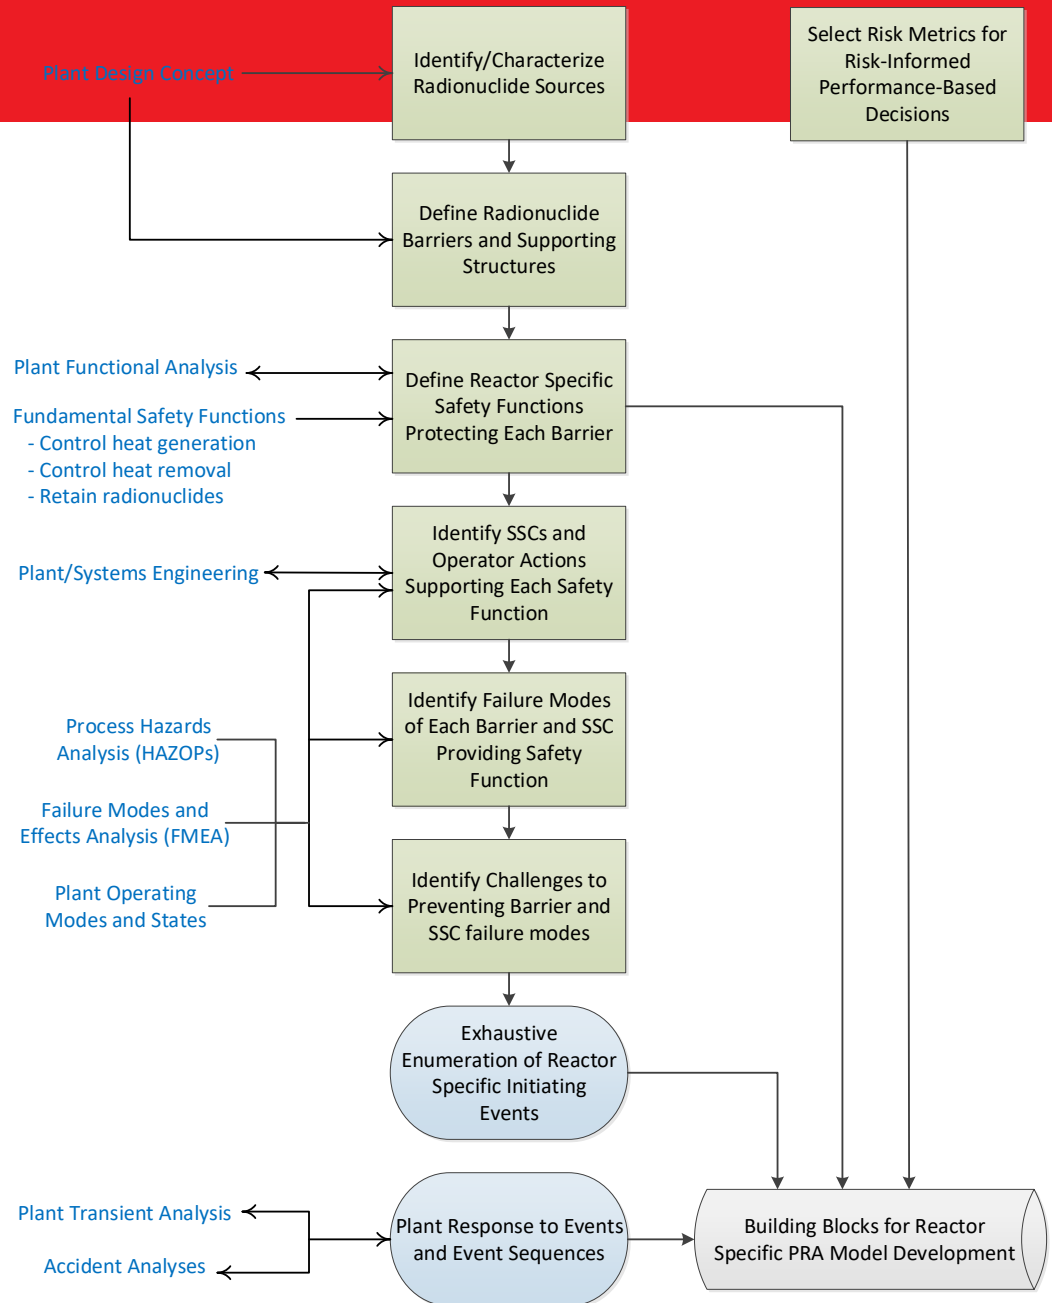 Plant Design Concept
Identify/Characterize
Radionuclide Sources
Select Risk Metrics for
Risk-Informed
Performance-Based
Decisions
Define Radionuclide
Barriers and Supporting
Structures
Plant Functional Analysis
Fundamental Safety Functions
- Control heat generation
- Control heat removal
- Retain radionuclides
Define Reactor Specific
Safety Functions
Protecting Each Barrier
Plant/Systems Engineering
Identify SSCs and
Operator Actions
Supporting Each Safety
Function
Process Hazards
Analysis (HAZOPs)
Failure Modes and
Effects Analysis (FMEA)
Plant Operating
Modes and States
Identify Failure Modes
of Each Barrier and SSC
Providing Safety
Function
Identify Challenges to
Preventing Barrier and
SSC failure modes
Exhaustive
Enumeration of Reactor
Specific Initiating
Events
Plant Transient Analysis
Accident Analyses
Plant Response to Events
and Event Sequences
Building Blocks for Reactor
Specific PRA Model Development